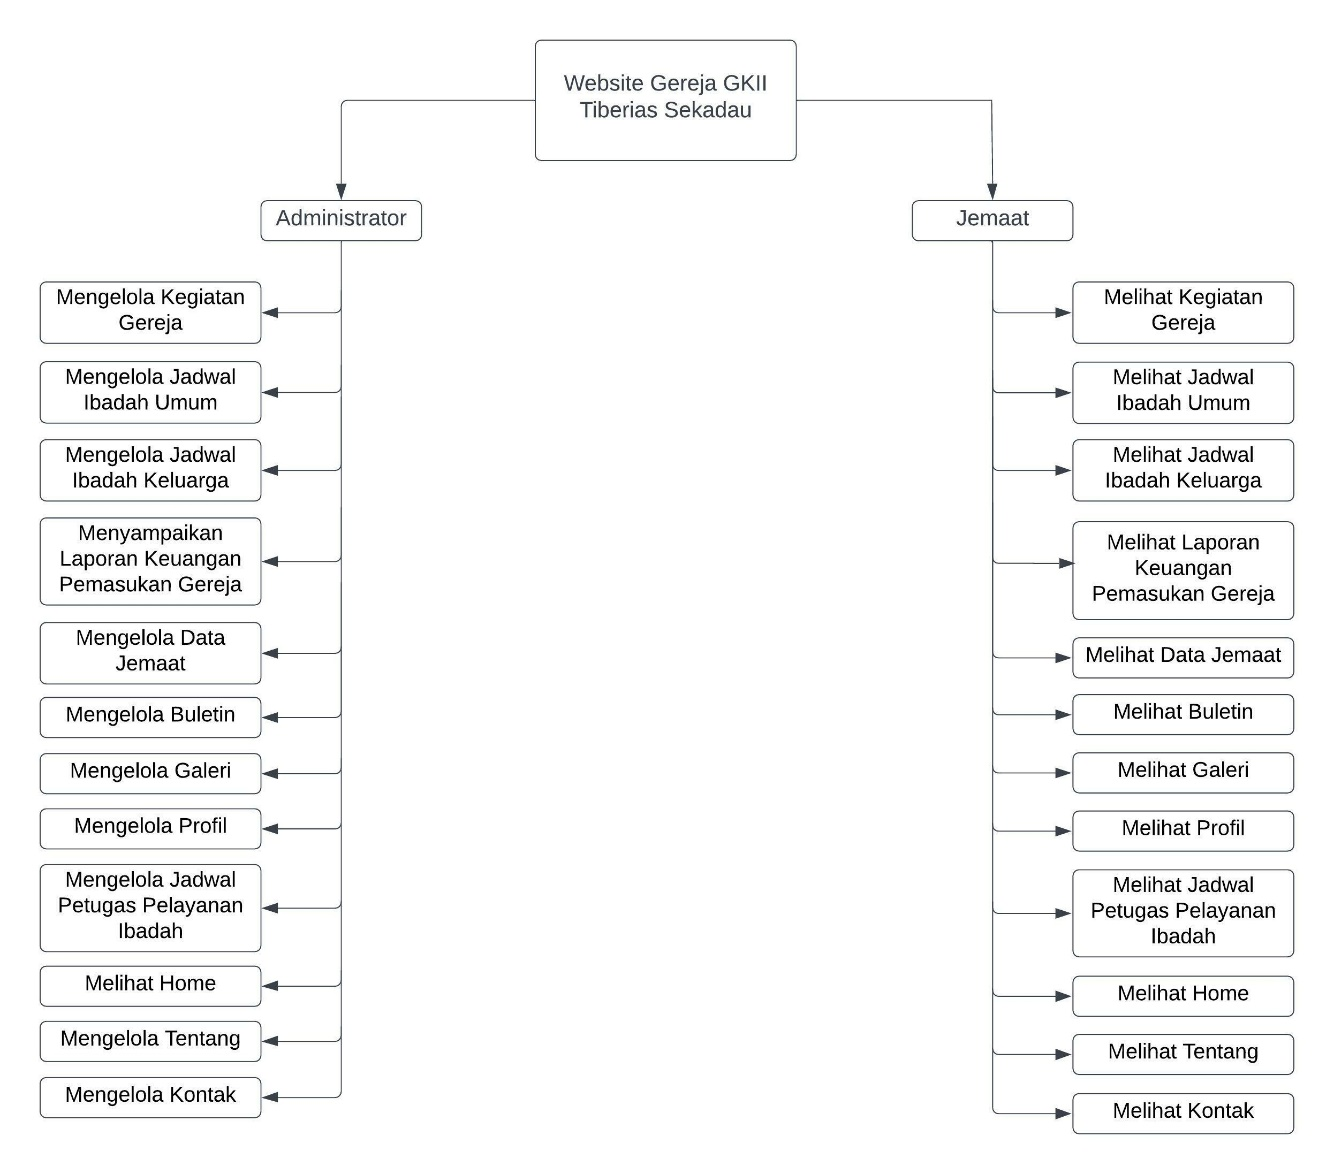 Website Gereja GKII
Tiberias Sekadau
Administrator
Jemaat
Mengelola Kegiatan
Gereja
Mengelola Jadwal
Ibadah Umum
Mengelola Jadwal
Ibadah Keluarga
Menyampaikan
Laporan Keuangan
Pemasukan Gereja
Mengelola Data
Jemaat
Mengelola Buletin
Mengelola Galeri
Mengelola Profil
Mengelola Jadwal
Petugas Pelayanan
Ibadah
Melihat Home
Mengelola Tentang
Mengelola Kontak
Melihat Kegiatan
Gereja
Melihat Jadwal
Ibadah Umum
Melihat Jadwal
Ibadah Keluarga
Melihat Laporan
Keuangan
Pemasukan Gereja
Melihat Data Jemaat
Melihat Buletin
Melihat Galeri
Melihat Profil
Melihat Jadwal
Petugas Pelayanan
Ibadah
Melihat Home
Melihat Tentang
Melihat Kontak